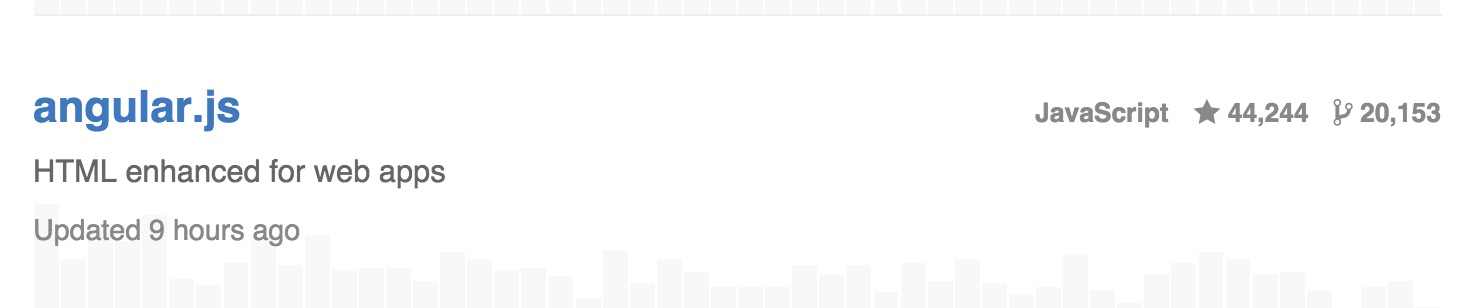 angular.js
JavaScript 44,244 20,153
HTML enhanced for web apps
Updated 9 hours ago